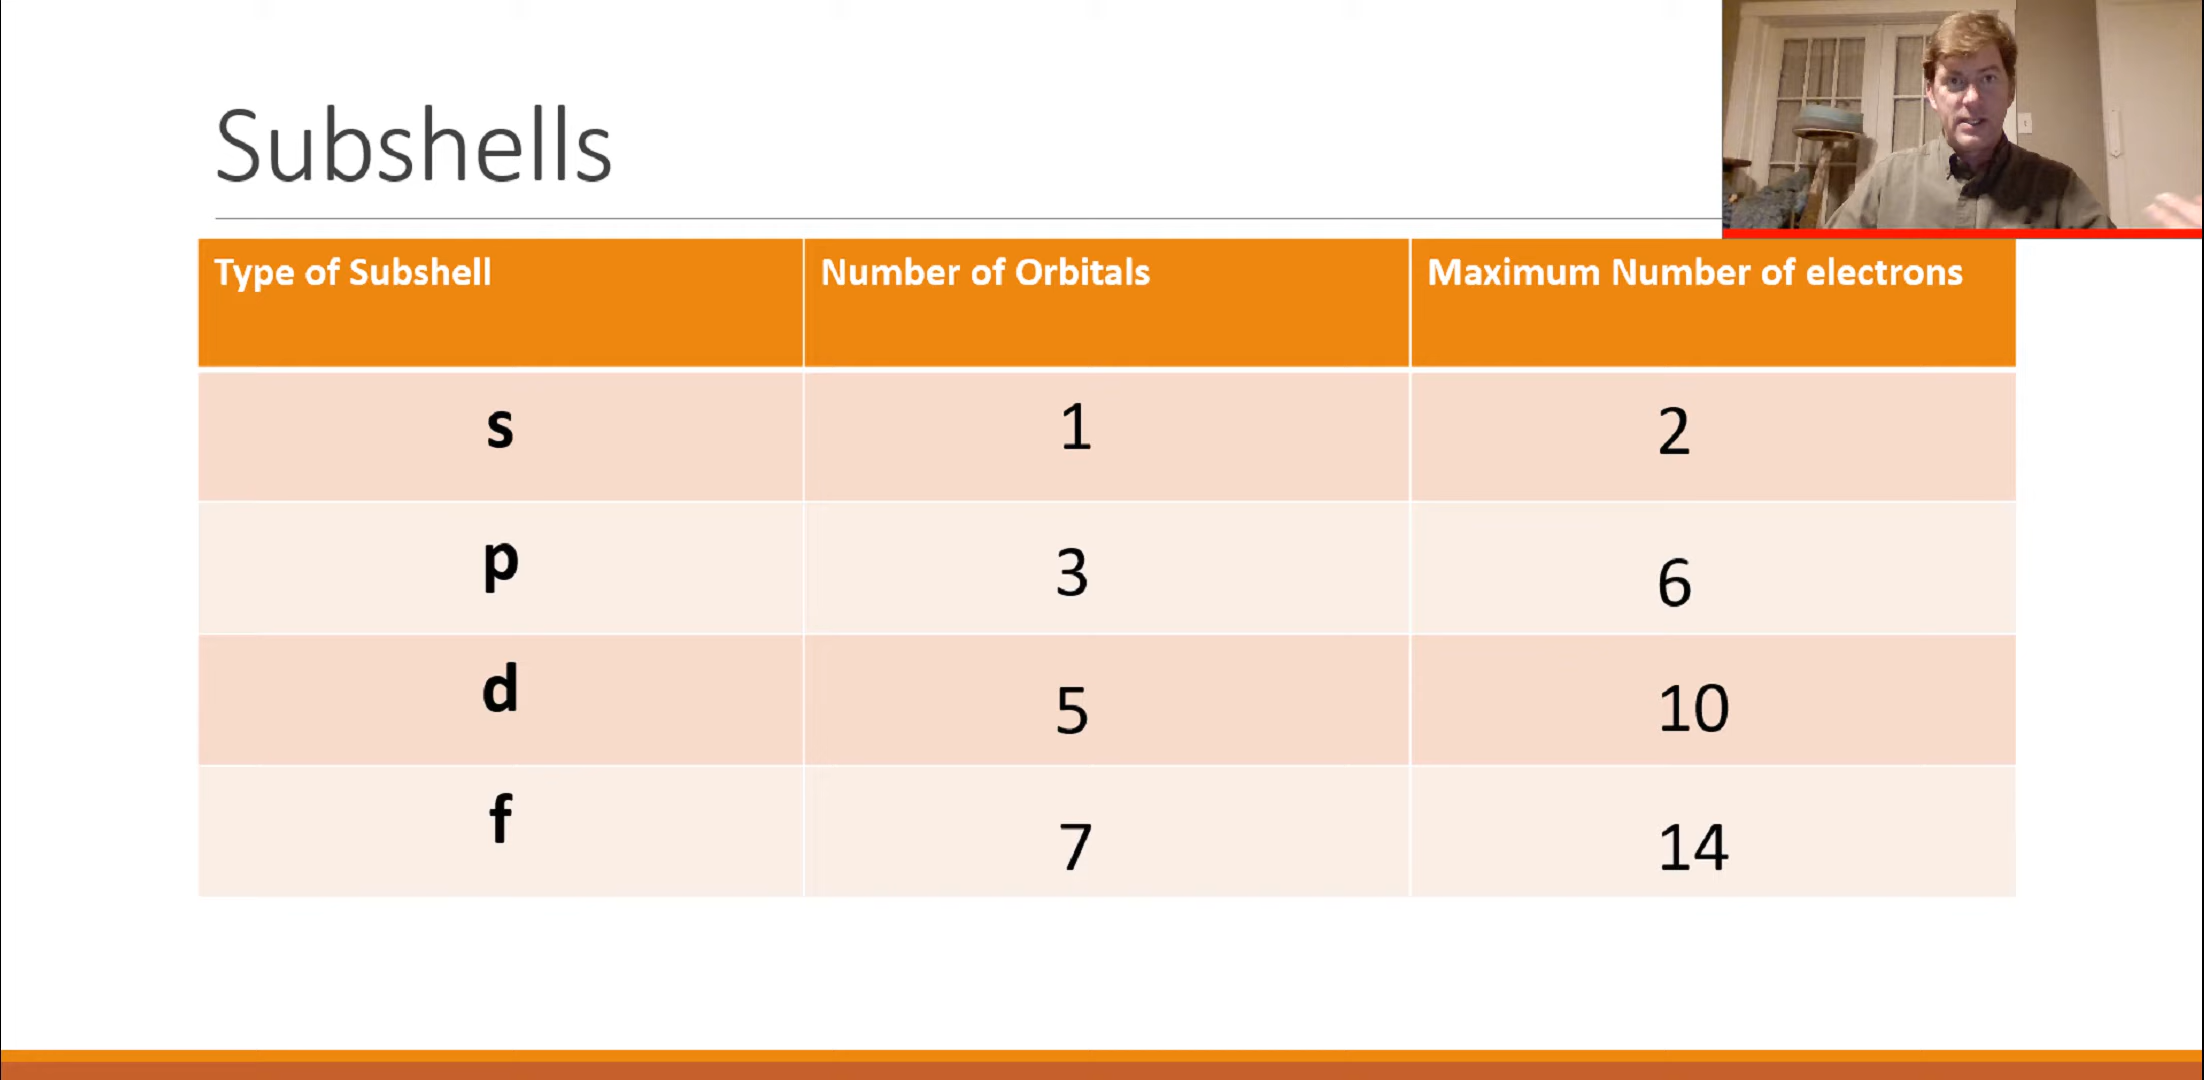 Subshells
Type of Subshell Number of Orbitals Maximum Number of electrons
s 1 2
p 3 6
d 5 10
f 7 14